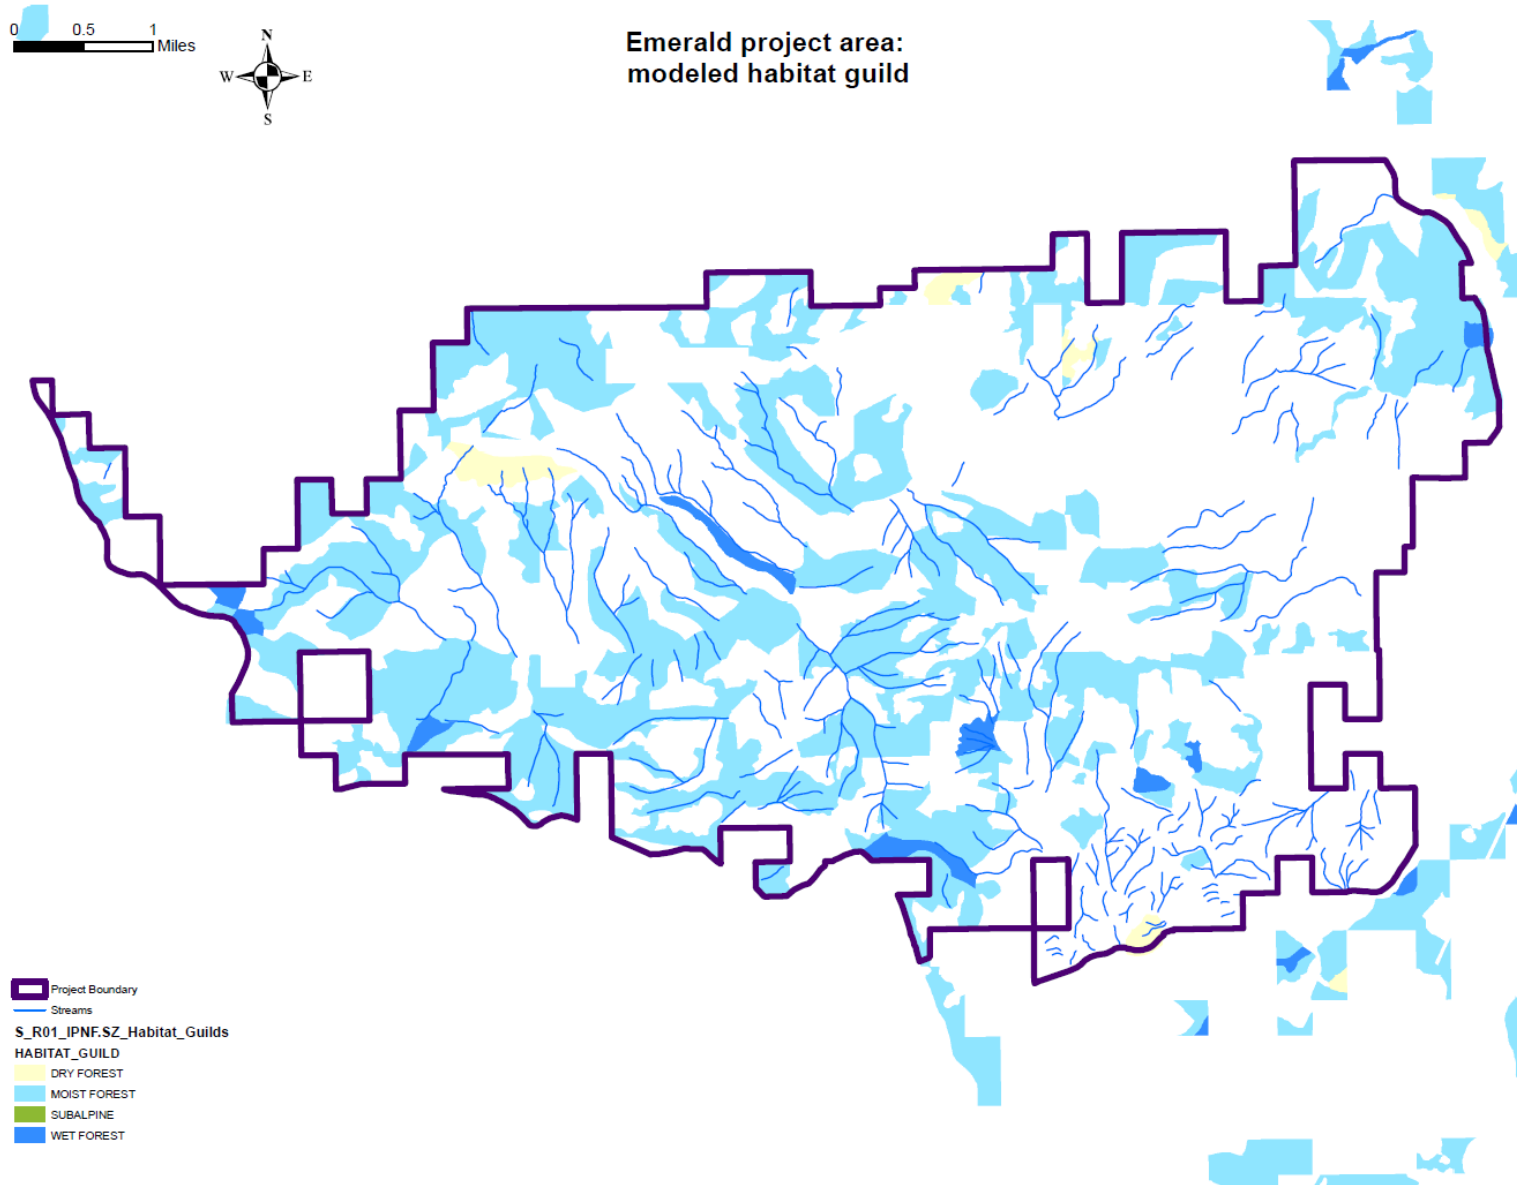 0 0.5 1
Miles
N
W E
S
Emerald project area:
modeled habitat guild
Project Boundary
Streams
S_R01_IPNF.SZ_Habitat_Guilds
HABITAT_GUILD
DRY FOREST
MOIST FOREST
SUBALPINE
WET FOREST